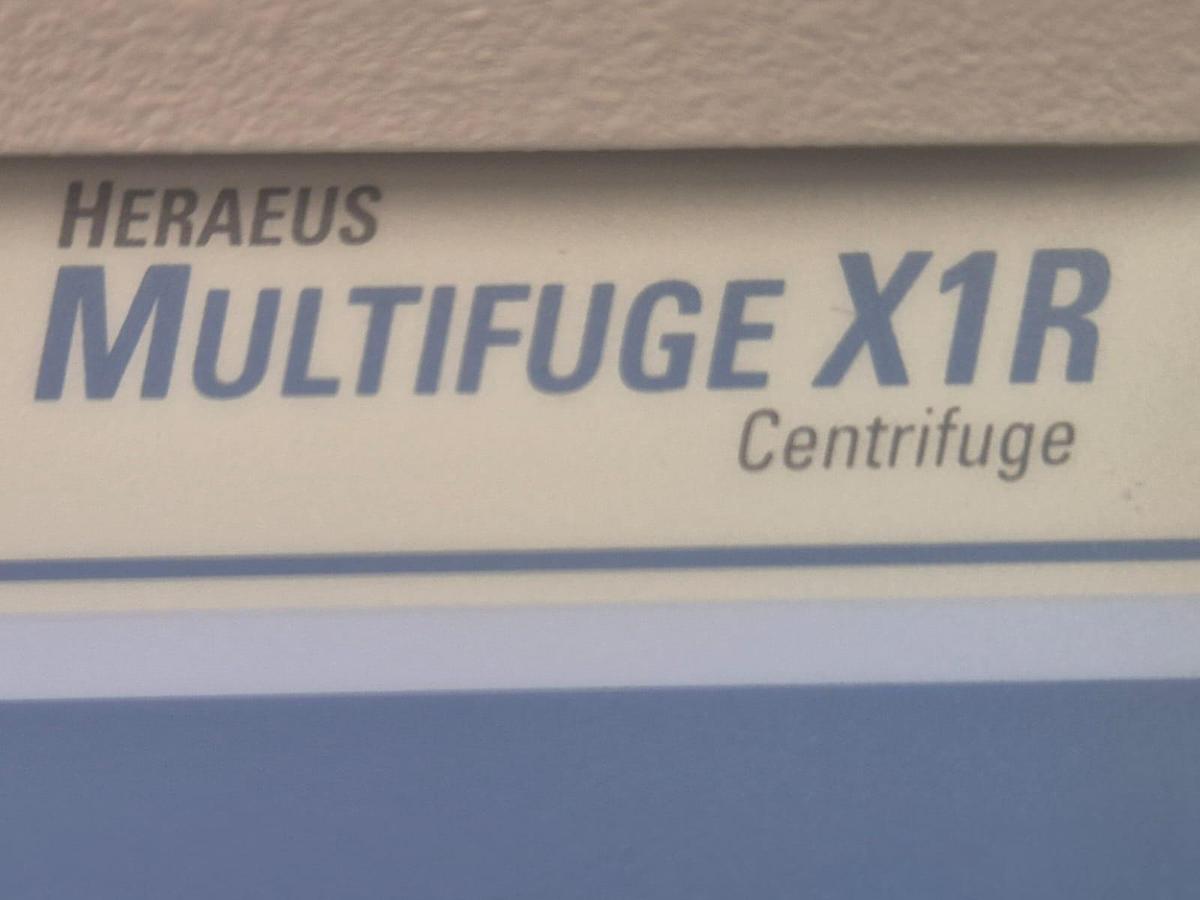 HERAEUS
MULTIFUGE X1R
Centrifuge